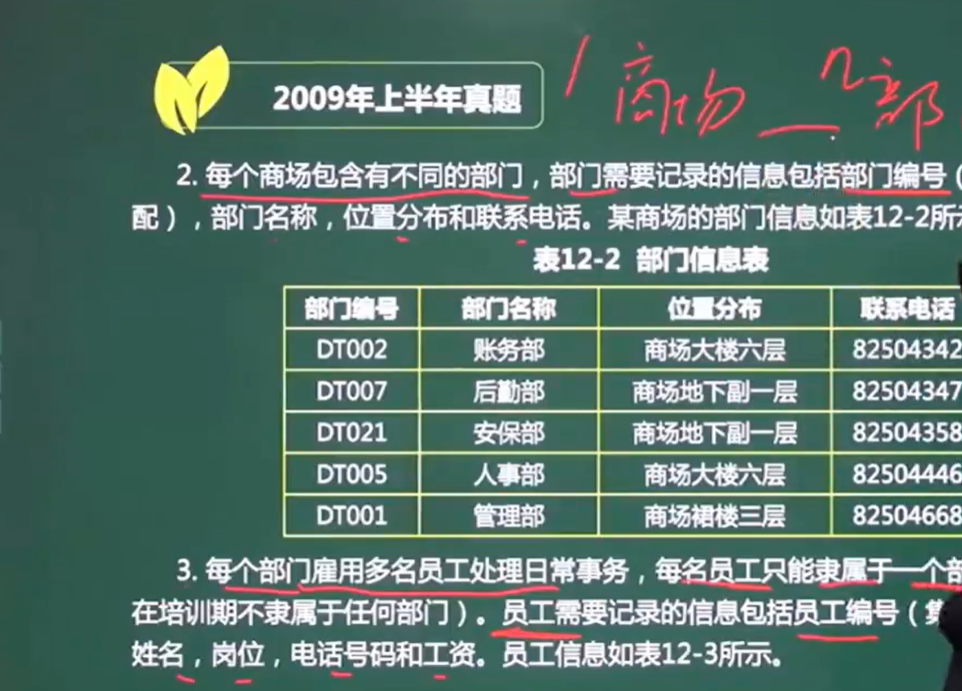 2009年上半年真题
1 商场 — n 部
2. 每个商场包含有不同的部门，部门需要记录的信息包括部门编号（
配），部门名称，位置分布和联系电话。某商场的部门信息如表12-2所示
表12-2 部门信息表
部门编号 部门名称 位置分布 联系电话
DT002 账务部 商场大楼六层 82504342
DT007 后勤部 商场地下副一层 82504347
DT021 安保部 商场地下副一层 82504358
DT005 人事部 商场大楼六层 82504446
DT001 管理部 商场裙楼三层 82504668
3. 每个部门雇用多名员工处理日常事务，每名员工只能隶属于一个部
在培训期不隶属于任何部门）。员工需要记录的信息包括员工编号（集
姓名，岗位，电话号码和工资。员工信息如表12-3所示。